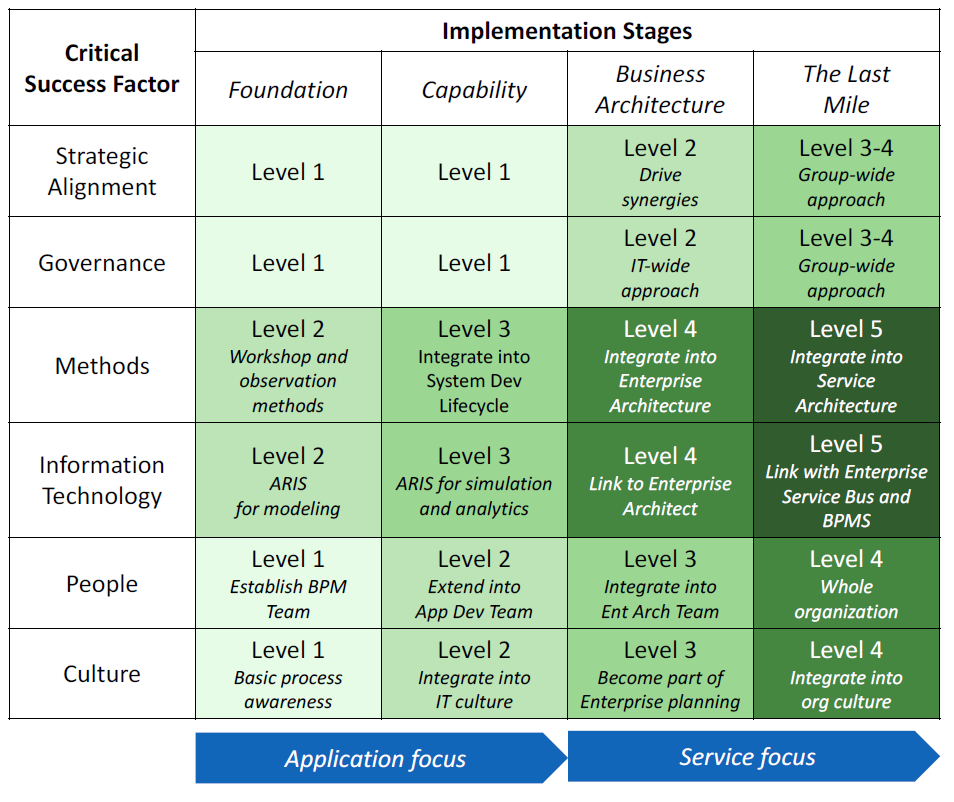 Critical
Success Factor
Implementation Stages
Foundation
Capability
Business
Architecture
The Last
Mile
Strategic
Alignment
Level 1
Level 1
Level 2
Drive
synergies
Level 3-4
Group-wide
approach
Governance
Level 1
Level 1
Level 2
IT-wide
approach
Level 3-4
Group-wide
approach
Methods
Level 2
Workshop and
observation
methods
Level 3
Integrate into
System Dev
Lifecycle
Level 4
Integrate into
Enterprise
Architecture
Level 5
Integrate into
Service
Architecture
Information
Technology
Level 2
ARIS
for modeling
Level 3
ARIS for simulation
and analytics
Level 4
Link to Enterprise
Architect
Level 5
Link with Enterprise
Service Bus and
BPMS
People
Level 1
Establish BPM
Team
Level 2
Extend into
App Dev Team
Level 3
Integrate into
Ent Arch Team
Level 4
Whole
organization
Culture
Level 1
Basic process
awareness
Level 2
Integrate into
IT culture
Level 3
Become part of
Enterprise planning
Level 4
Integrate into
org culture
Application focus
Service focus